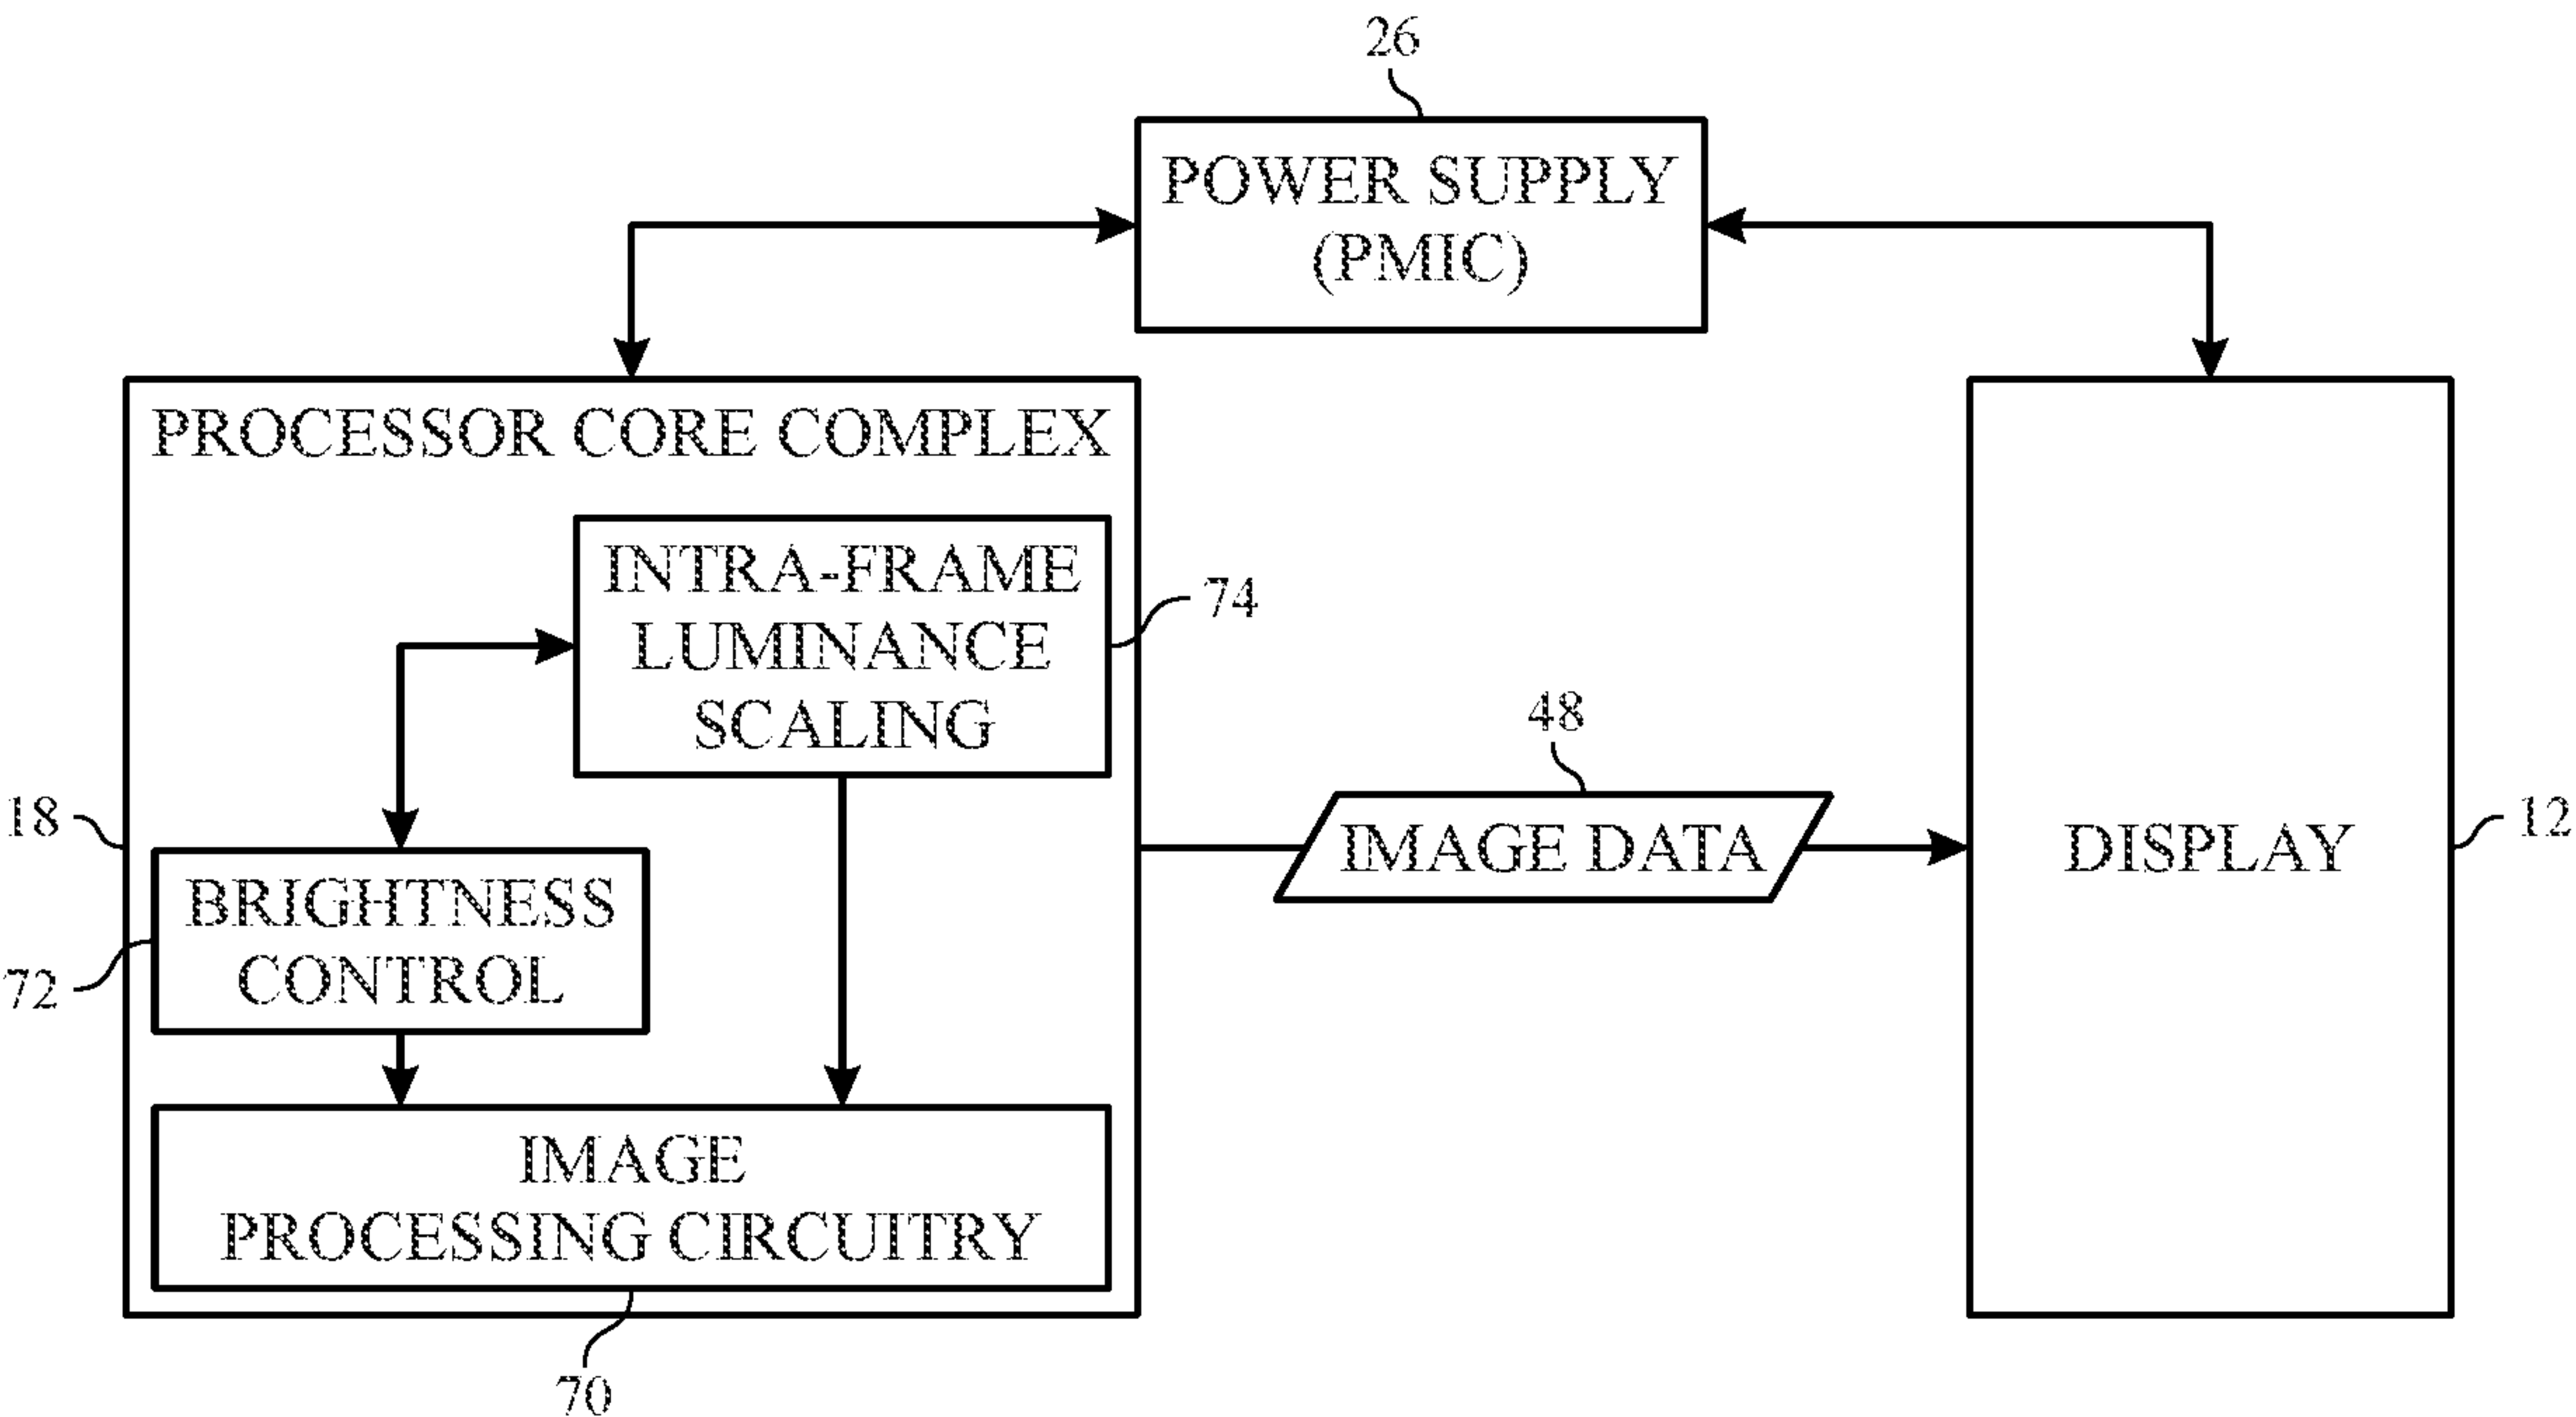 26
POWER SUPPLY
(PMIC)
PROCESSOR CORE COMPLEX
INTRA-FRAME
LUMINANCE
SCALING
74
48
IMAGE DATA
DISPLAY
12
18
BRIGHTNESS
CONTROL
72
IMAGE
PROCESSING CIRCUITRY
70